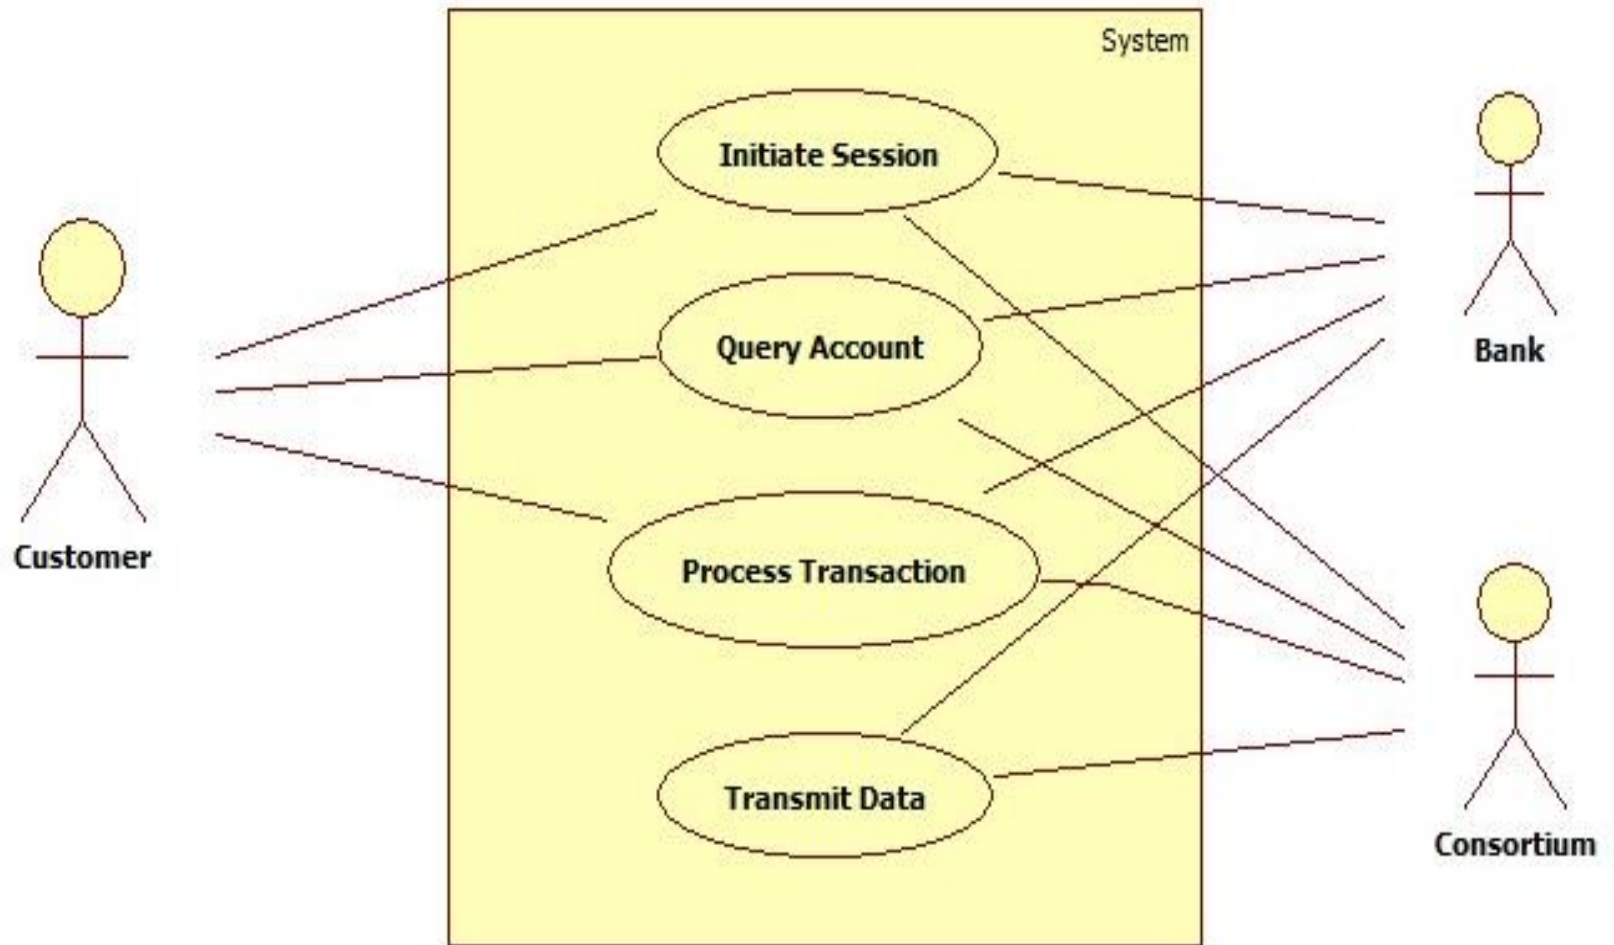 System
Initiate Session
Query Account
Bank
Customer
Process Transaction
Transmit Data
Consortium